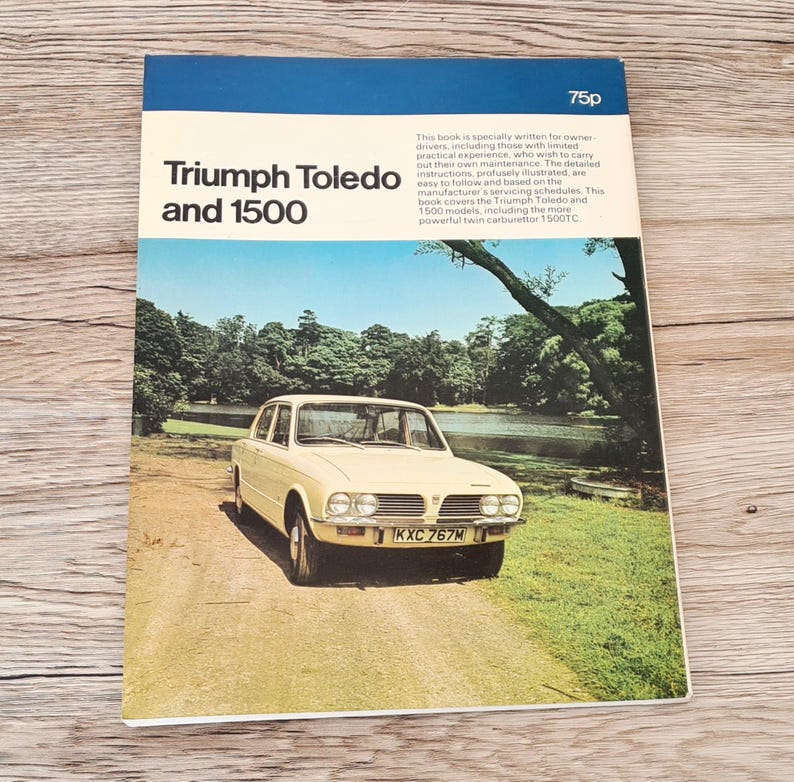 75p
Triumph Toledo
and 1500
This book is specially written for owner-
drivers, including those with limited
practical experience, who wish to carry
out their own maintenance. The detailed
instructions, profusely illustrated, are
easy to follow and based on the
manufacturer's servicing schedules. This
book covers the Triumph Toledo and
1500 models, including the more
powerful twin carburettor 1500TC.
KXC 767M